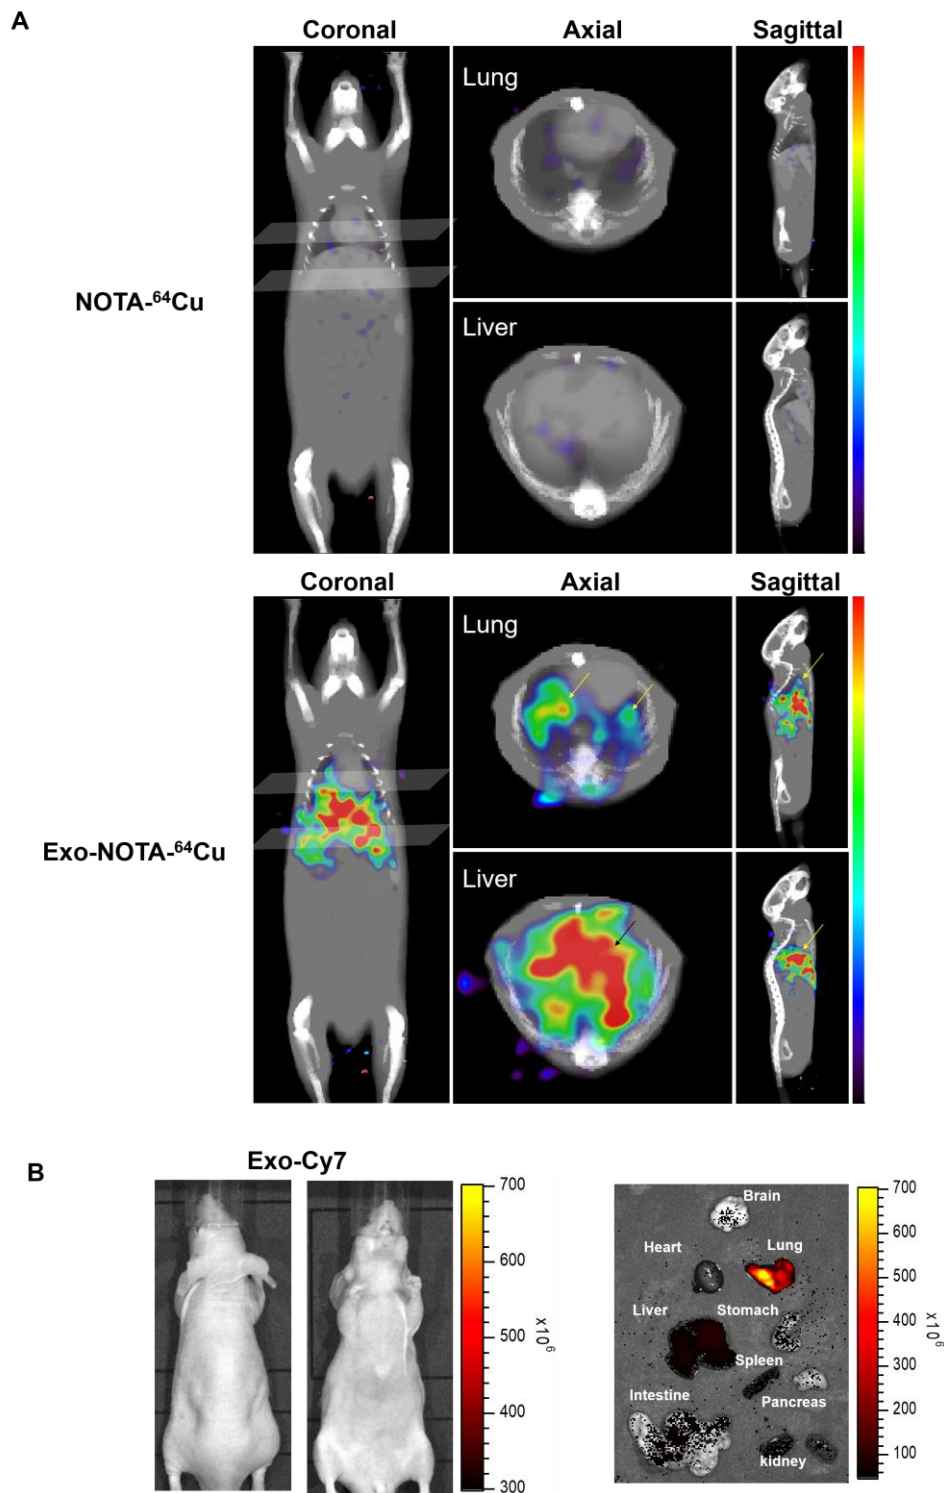 A
Coronal Axial Sagittal
Lung
NOTA-⁶⁴Cu
Liver
Coronal Axial Sagittal
Lung
Exo-NOTA-⁶⁴Cu
Liver
B
Exo-Cy7
700
600
500
400
300
x10⁶
Brain
Heart Lung
Liver Stomach
Spleen
Intestine Pancreas
kidney
700
600
500
400
300
200
100
x10⁶